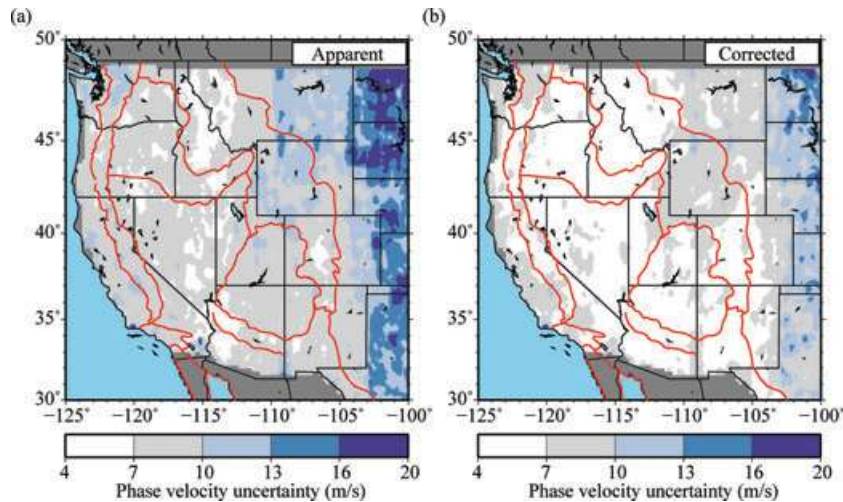 (a)
(b)
Apparent
Corrected
50°
45°
40°
35°
30°
50°
45°
40°
35°
30°
−125° −120° −115° −110° −105° −100°
−125° −120° −115° −110° −105° −100°
4 7 10 13 16 20
4 7 10 13 16 20
Phase velocity uncertainty (m/s)
Phase velocity uncertainty (m/s)